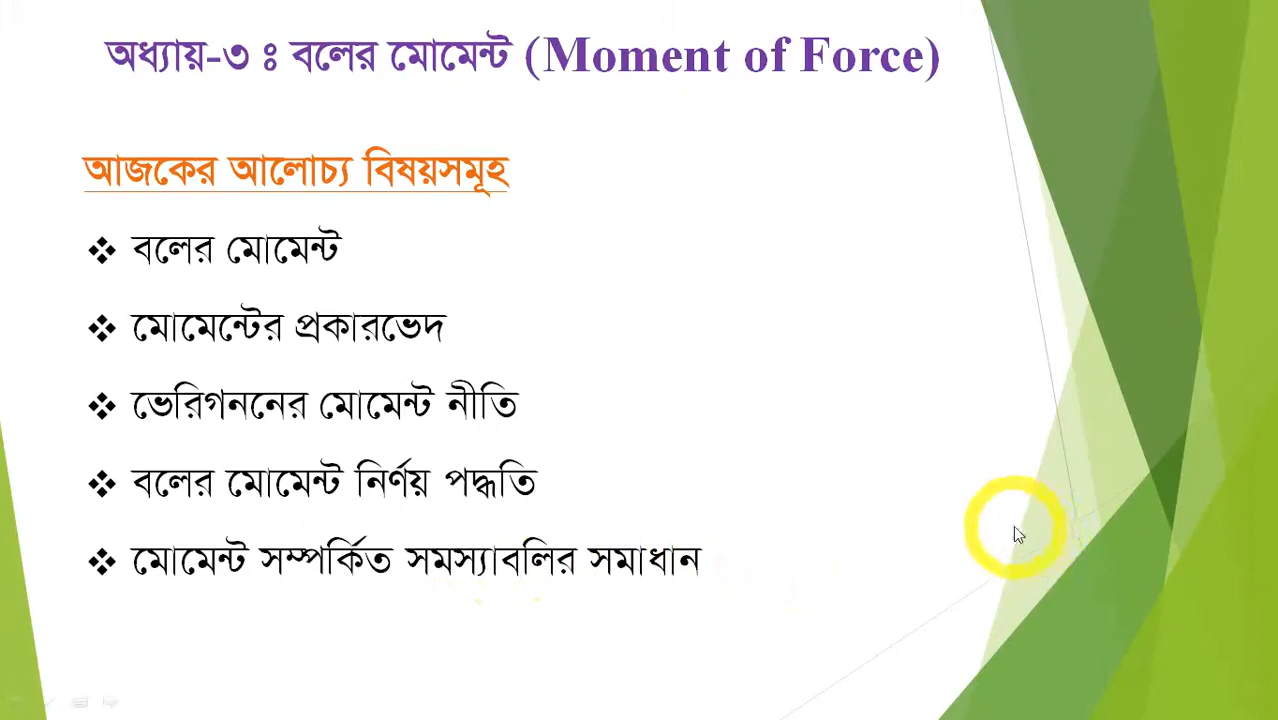 অধ্যায়-৩ ঃ বলের মোমেন্ট (Moment of Force)
আজকের আলোচ্য বিষয়সমূহ
❖ বলের মোমেন্ট
❖ মোমেন্টের প্রকারভেদ
❖ ভেরিগননের মোমেন্ট নীতি
❖ বলের মোমেন্ট নির্ণয় পদ্ধতি
❖ মোমেন্ট সম্পর্কিত সমস্যাবলির সমাধান